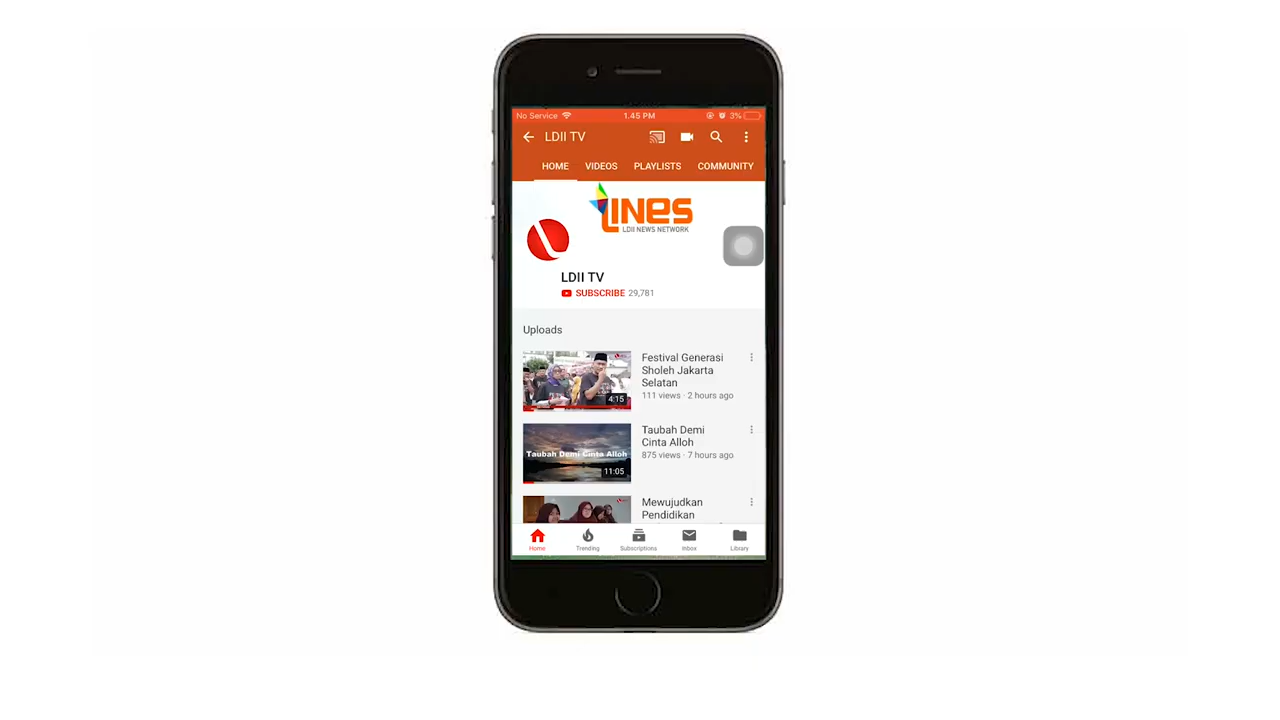 No Service 1.45 PM 3%
LDII TV
HOME VIDEOS PLAYLISTS COMMUNITY
LINES
LDII NEWS NETWORK
LDII TV
SUBSCRIBE 29,781
Uploads
Festival Generasi
Sholeh Jakarta
Selatan
111 views · 2 hours ago
4:15
Taubah Demi
Cinta Alloh
875 views · 7 hours ago
Taubah Demi Cinta Alloh
11:05
Mewujudkan
Pendidikan
Home Trending Subscriptions Inbox Library